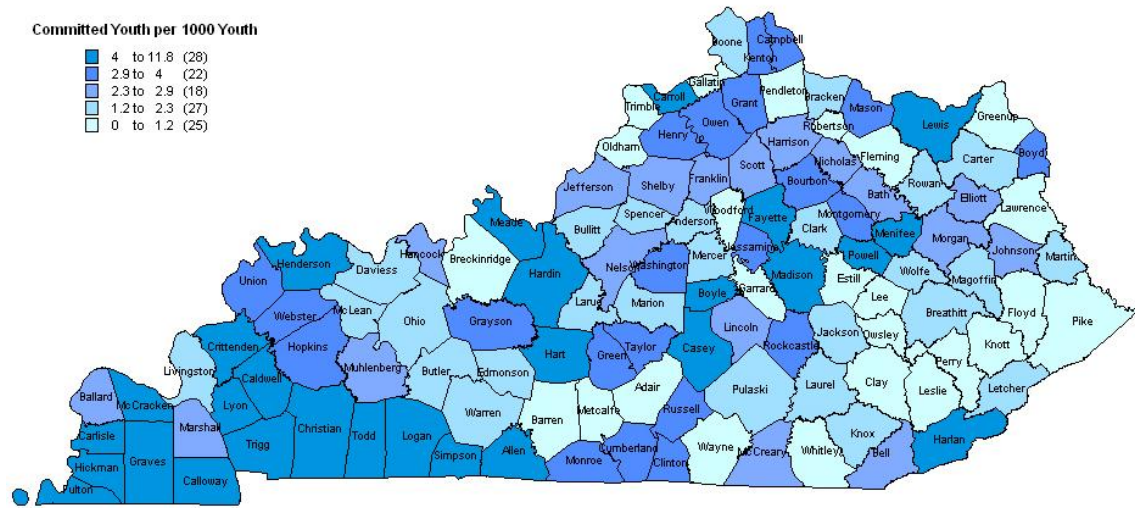 Committed Youth per 1000 Youth
4 to 11.8 (28)
2.9 to 4 (22)
2.3 to 2.9 (18)
1.2 to 2.3 (27)
0 to 1.2 (25)
Boone
Campbell
Kenton
Gallatin
Carroll
Trimble
Grant
Pendleton
Bracken
Mason
Robertson
Lewis
Greenup
Owen
Henry
Oldham
Harrison
Fleming
Carter
Boyd
Nicholas
Rowan
Scott
Franklin
Shelby
Jefferson
Bourbon
Bath
Elliott
Lawrence
Spencer
Anderson
Woodford
Fayette
Montgomery
Bullitt
Clark
Menifee
Morgan
Johnson
Martin
Meade
Hancock
Breckinridge
Nelson
Washington
Mercer
Jessamine
Powell
Wolfe
Magoffin
Henderson
Daviess
Hardin
Madison
Estill
Lee
Floyd
Pike
Union
Larue
Marion
Boyle
Garrard
Breathitt
Webster
McLean
Ohio
Grayson
Lincoln
Rockcastle
Jackson
Owsley
Knott
Crittenden
Hopkins
Hart
Green
Taylor
Casey
Perry
Livingston
Caldwell
Muhlenberg
Butler
Edmonson
Adair
Pulaski
Laurel
Clay
Leslie
Letcher
Ballard
McCracken
Lyon
Warren
Barren
Metcalfe
Russell
Marshall
Christian
Todd
Logan
Knox
Harlan
Carlisle
Trigg
Simpson
Allen
Cumberland
Wayne
McCreary
Whitley
Bell
Hickman
Graves
Monroe
Clinton
Fulton
Calloway